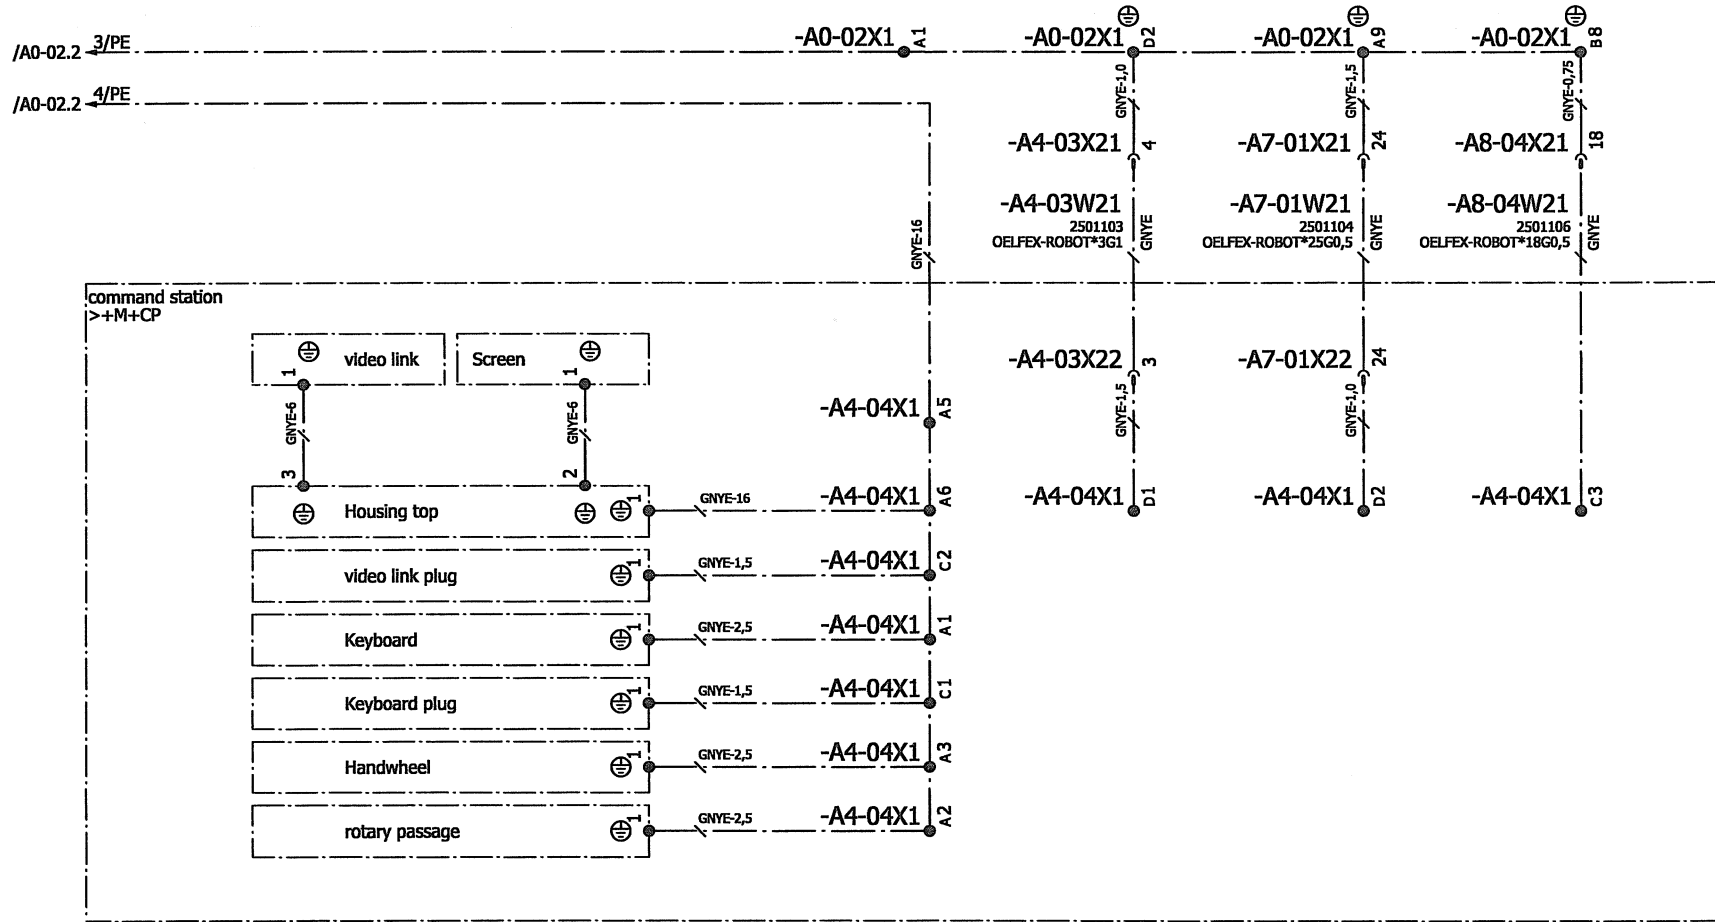 /A0-02.2 3/PE
-A0-02X1 A1
-A0-02X1 D2
-A0-02X1 A9
-A0-02X1 B8
/A0-02.2 4/PE
GNYE-1,0
GNYE-1,5
GNYE-0,75
-A4-03X21 4
-A7-01X21 24
-A8-04X21 18
-A4-03W21
2501103
OELFEX-ROBOT*3G1
GNYE
-A7-01W21
2501104
OELFEX-ROBOT*25G0,5
GNYE
-A8-04W21
2501106
OELFEX-ROBOT*18G0,5
GNYE
GNYE-16
command station
>+M+CP
video link
1
Screen
1
-A4-03X22 3
-A7-01X22 24
GNYE-6
GNYE-6
-A4-04X1 A5
GNYE-1,5
GNYE-1,0
3
2
Housing top
1
GNYE-16
-A4-04X1 A6
-A4-04X1 D1
-A4-04X1 D2
-A4-04X1 C3
video link plug
1
GNYE-1,5
-A4-04X1 C2
Keyboard
1
GNYE-2,5
-A4-04X1 A1
Keyboard plug
1
GNYE-1,5
-A4-04X1 C1
Handwheel
1
GNYE-2,5
-A4-04X1 A3
rotary passage
1
GNYE-2,5
-A4-04X1 A2